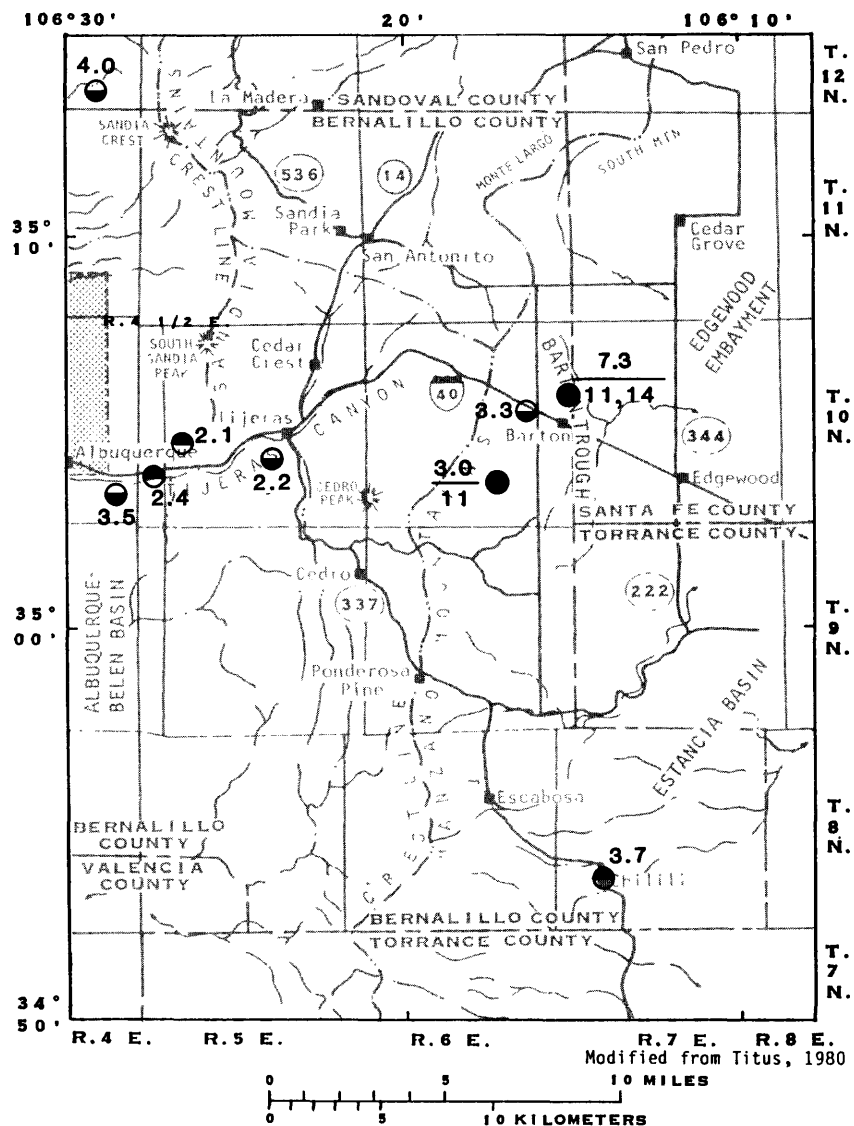 106°30'
20'
106°10'
4.0
San Pedro
T.
12
N.
La Madera
SANDOVAL COUNTY
BERNALILLO COUNTY
SANDIA
CREST
CREST LINE
MONTE LARGO
SOUTH MTN
536
14
T.
11
N.
Sandia
Park
35°
10'
Cedar
Grove
San Antonito
EDGEWOOD
EMBAYMENT
R.4 1/2 E.
SOUTH
SANDIA
PEAK
Cedar
Crest
BARTON TROUGH
7.3
11,14
40
CANYON
3.3
T.
10
N.
Tijeras
Barton
344
2.1
Albuquerque
2.2
3.0
11
CEDRO
PEAK
Edgewood
2.4
3.5
SANTA FE COUNTY
TORRANCE COUNTY
Cedro
337
222
ALBUQUERQUE-
BELEN BASIN
35°
00'
T.
9
N.
Ponderosa
Pine
CRESTLINE
MANZANO
ESTANCIA BASIN
Escabosa
T.
8
N.
BERNALILLO
COUNTY
VALENCIA
COUNTY
3.7
Chilili
BERNALILLO COUNTY
TORRANCE COUNTY
T.
7
N.
34°
50'
R.4 E.
R.5 E.
R.6 E.
R.7 E.
R.8 E.
Modified from Titus, 1980
0 5 10 MILES
0 5 10 KILOMETERS